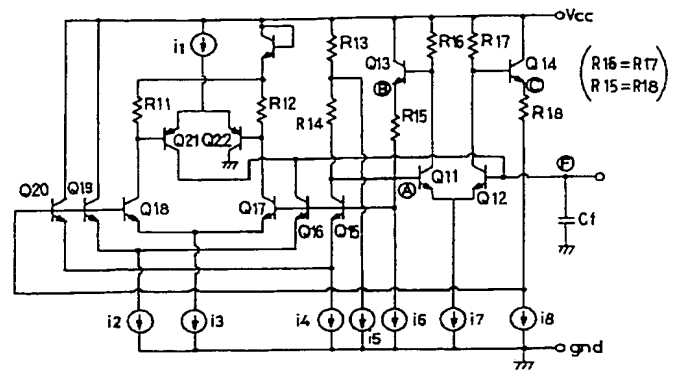 Vcc
i1
R13
R16
R17
Q13
Q14
(R16=R17
R15=R18)
B
C
R11
R12
R14
R15
R18
Q21
Q22
F
Q20
Q19
Q18
Q17
Q16
Q15
A
Q11
Q12
Cf
i2
i3
i4
i5
i6
i7
i8
gnd